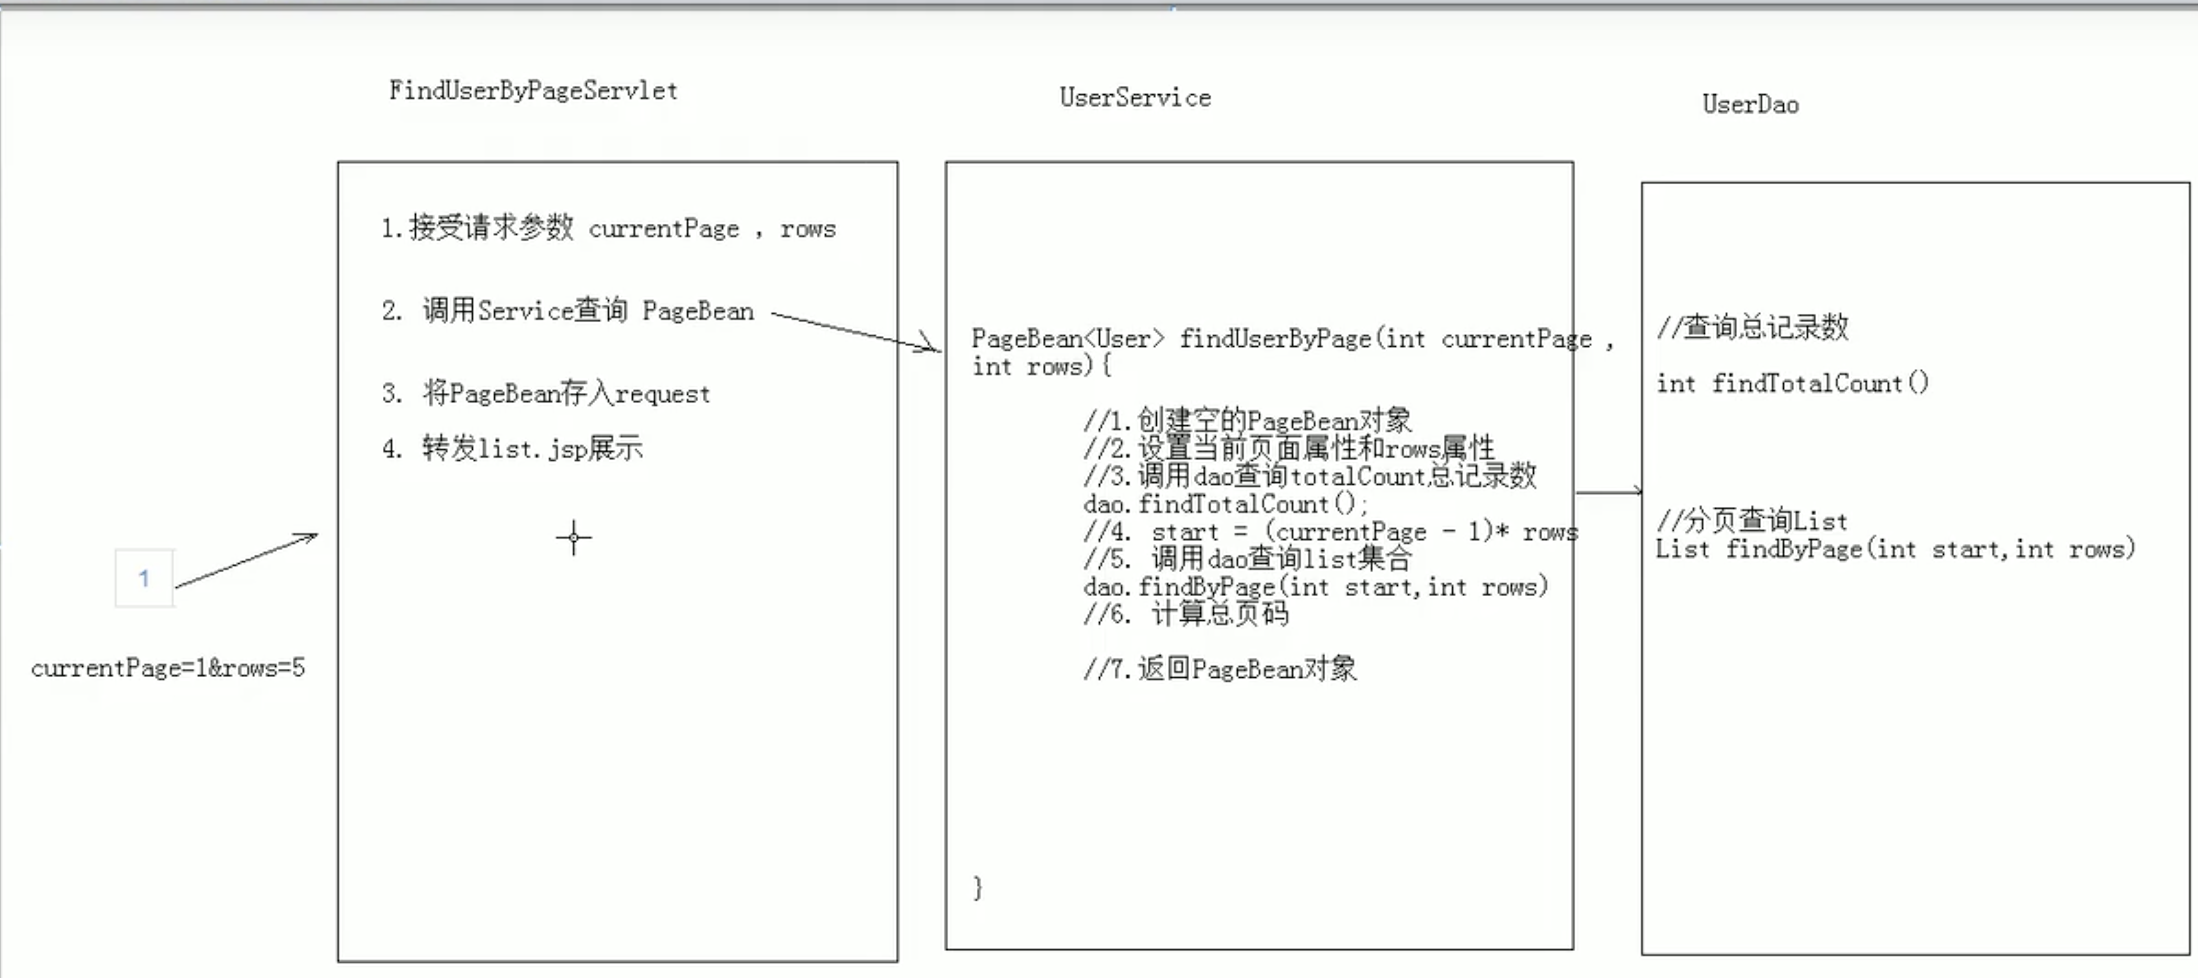 FindUserByPageServlet
UserService
UserDao
1.接受请求参数 currentPage , rows
2. 调用Service查询 PageBean
3. 将PageBean存入request
4. 转发list.jsp展示
1
currentPage=1&rows=5
PageBean<User> findUserByPage(int currentPage ,
int rows){
//1.创建空的PageBean对象
//2.设置当前页面属性和rows属性
//3.调用dao查询totalCount总记录数
dao.findTotalCount();
//4. start = (currentPage - 1)* rows
//5. 调用dao查询list集合
dao.findByPage(int start,int rows)
//6. 计算总页码
//7.返回PageBean对象
}
//查询总记录数
int findTotalCount()
//分页查询List
List findByPage(int start,int rows)